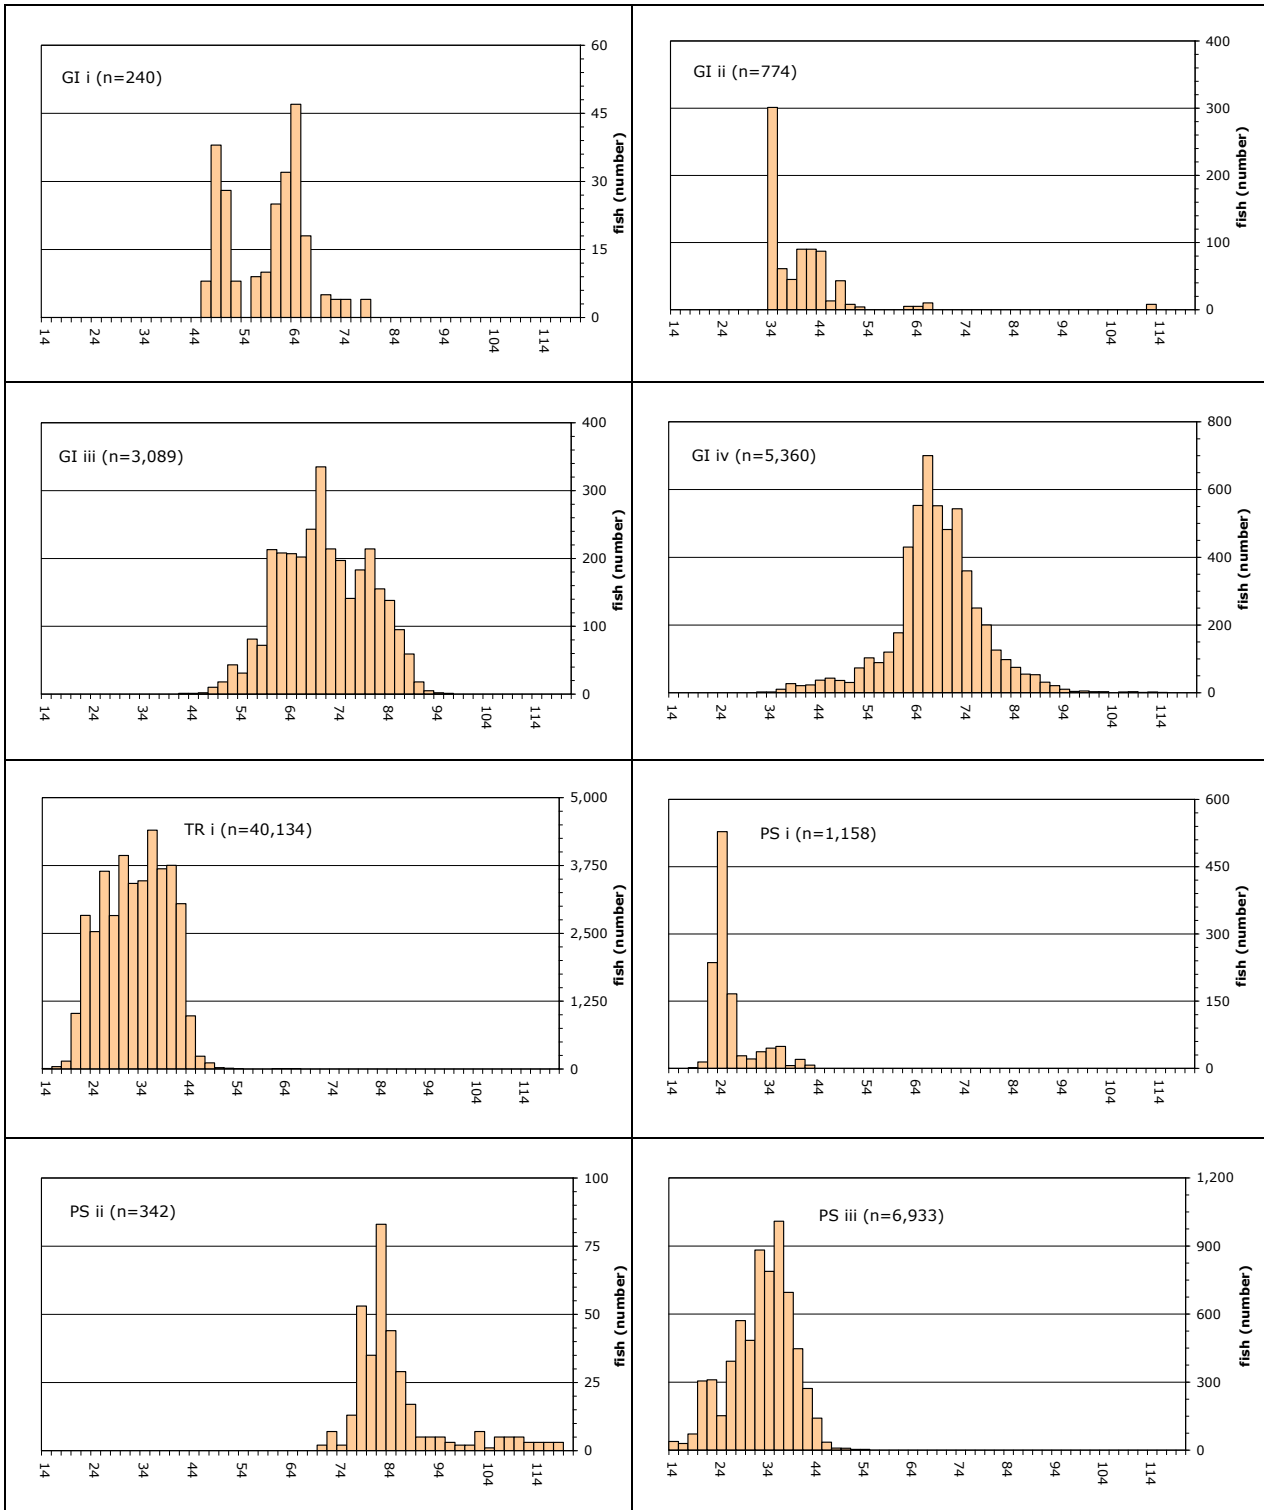 GI i (n=240)
60
45
30
15
0
fish (number)
14 24 34 44 54 64 74 84 94 104 114
GI ii (n=774)
400
300
200
100
0
fish (number)
14 24 34 44 54 64 74 84 94 104 114
GI iii (n=3,089)
400
300
200
100
0
fish (number)
14 24 34 44 54 64 74 84 94 104 114
GI iv (n=5,360)
800
600
400
200
0
fish (number)
14 24 34 44 54 64 74 84 94 104 114
TR i (n=40,134)
5,000
3,750
2,500
1,250
0
fish (number)
14 24 34 44 54 64 74 84 94 104 114
PS i (n=1,158)
600
450
300
150
0
fish (number)
14 24 34 44 54 64 74 84 94 104 114
PS ii (n=342)
100
75
50
25
0
fish (number)
14 24 34 44 54 64 74 84 94 104 114
PS iii (n=6,933)
1,200
900
600
300
0
fish (number)
14 24 34 44 54 64 74 84 94 104 114